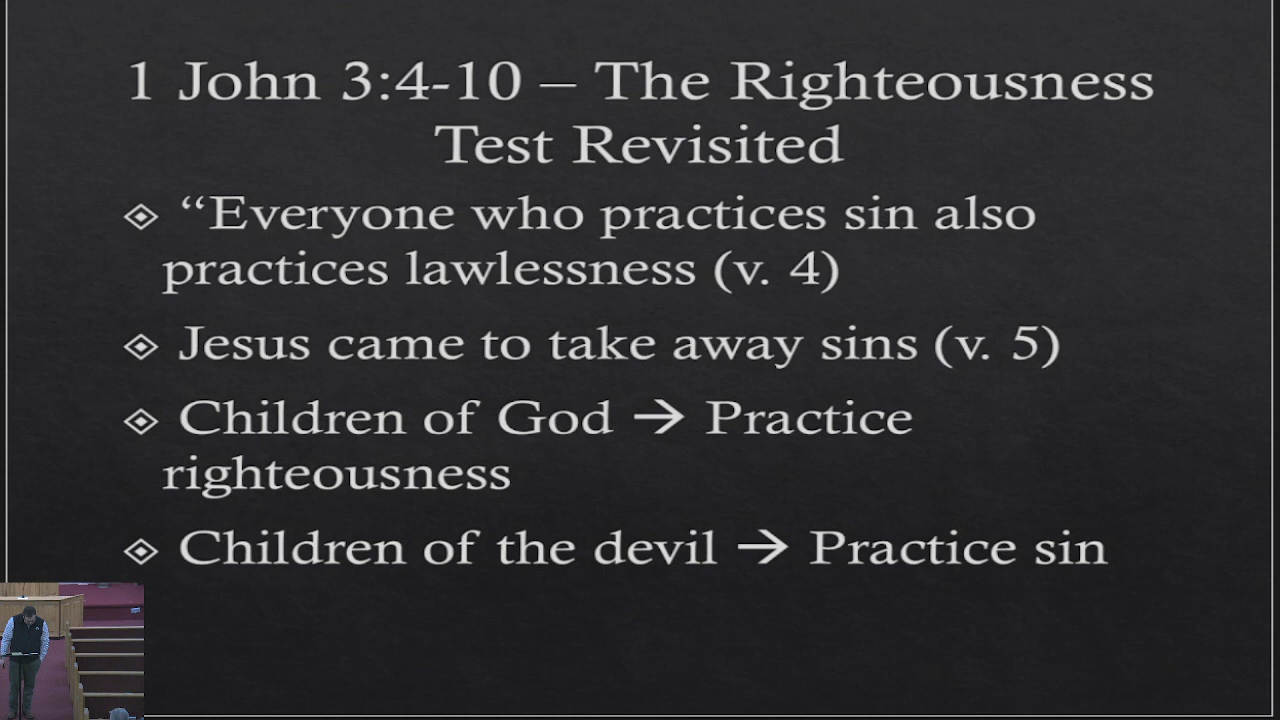 1 John 3:4-10 – The Righteousness
Test Revisited
“Everyone who practices sin also
practices lawlessness (v. 4)
Jesus came to take away sins (v. 5)
Children of God → Practice
righteousness
Children of the devil → Practice sin